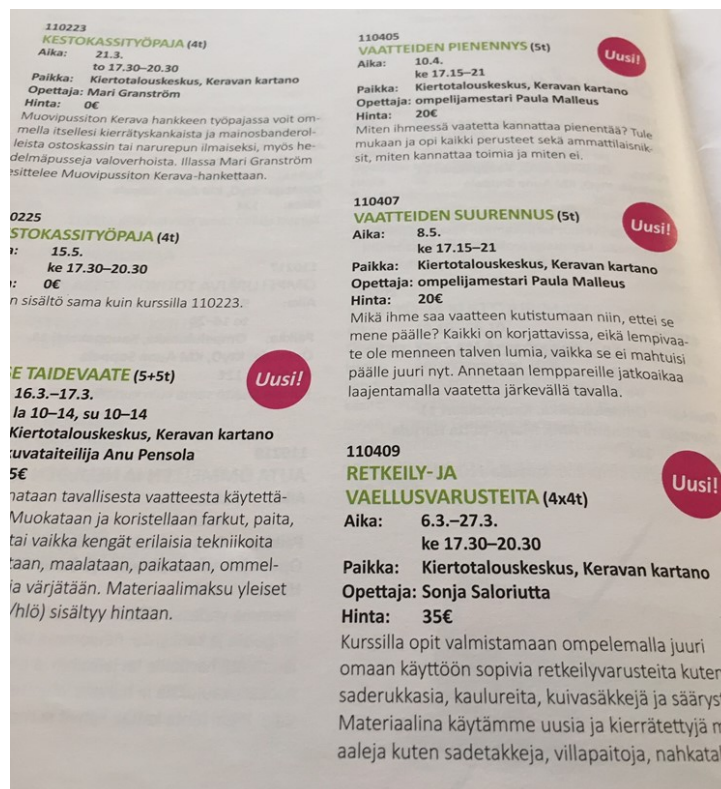 110223
KESTOKASSITYÖPAJA (4t)
Aika: 21.3.
to 17.30–20.30
Paikka: Kiertotalouskeskus, Keravan kartano
Opettaja: Mari Granström
Hinta: 0€
Muovipussiton Kerava hankkeen työpajassa voit om-
mella itsellesi kierrätyskankaista ja mainosbanderol-
leista ostoskassin tai narurepun ilmaiseksi, myös he-
delmäpusseja valoverhoista. Illassa Mari Granström
esittelee Muovipussiton Kerava-hankettaan.
0225
STOKASSITYÖPAJA (4t)
15.5.
ke 17.30–20.30
: 0€
n sisältö sama kuin kurssilla 110223.
E TAIDEVAATE (5+5t)
Uusi!
16.3.–17.3.
la 10–14, su 10–14
Kiertotalouskeskus, Keravan kartano
uvataiteilija Anu Pensola
5€
nataan tavallisesta vaatteesta käytettä-
Muokataan ja koristellaan farkut, paita,
tai vaikka kengät erilaisia tekniikoita
taan, maalataan, paikataan, ommel-
ja värjätään. Materiaalimaksu yleiset
/hlö) sisältyy hintaan.
110405
VAATTEIDEN PIENENNYS (5t)
Uusi!
Aika: 10.4.
ke 17.15–21
Paikka: Kiertotalouskeskus, Keravan kartano
Opettaja: ompelijamestari Paula Malleus
Hinta: 20€
Miten ihmeessä vaatetta kannattaa pienentää? Tule
mukaan ja opi kaikki perusteet sekä ammattilaisnik-
sit, miten kannattaa toimia ja miten ei.
110407
VAATTEIDEN SUURENNUS (5t)
Uusi!
Aika: 8.5.
ke 17.15–21
Paikka: Kiertotalouskeskus, Keravan kartano
Opettaja: ompelijamestari Paula Malleus
Hinta: 20€
Mikä ihme saa vaatteen kutistumaan niin, ettei se
mene päälle? Kaikki on korjattavissa, eikä lempivaa-
te ole menneen talven lumia, vaikka se ei mahtuisi
päälle juuri nyt. Annetaan lemppareille jatkoaikaa
laajentamalla vaatetta järkevällä tavalla.
110409
RETKEILY- JA
VAELLUSVARUSTEITA (4x4t)
Uusi!
Aika: 6.3.–27.3.
ke 17.30–20.30
Paikka: Kiertotalouskeskus, Keravan kartano
Opettaja: Sonja Saloriutta
Hinta: 35€
Kurssilla opit valmistamaan ompelemalla juuri
omaan käyttöön sopivia retkeilyvarusteita kuten
saderukkasia, kaulureita, kuivasäkkejä ja sääryst
Materiaalina käytämme uusia ja kierrätettyjä m
aaleja kuten sadetakkeja, villapaitoja, nahkatak